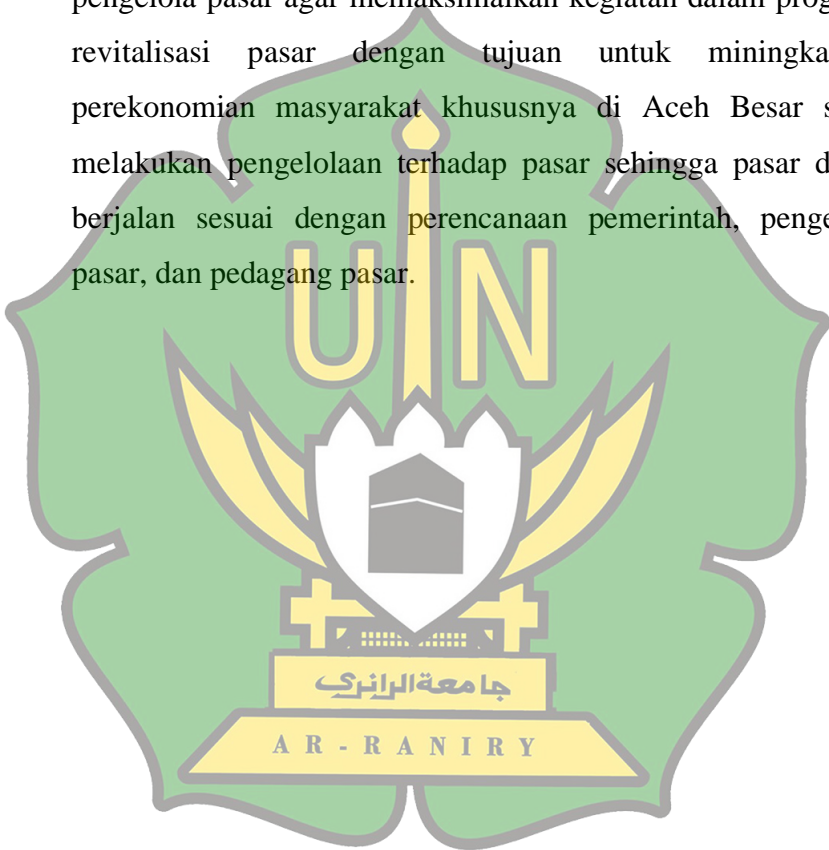 pengelola pasar agar memaksimalkan kegiatan dalam prog
revitalisasi pasar dengan tujuan untuk miningka
perekonomian masyarakat khususnya di Aceh Besar s
melakukan pengelolaan terhadap pasar sehingga pasar d
berjalan sesuai dengan perencanaan pemerintah, penge
pasar, dan pedagang pasar.
UIN
جامعةالرانري
AR-RANIRY